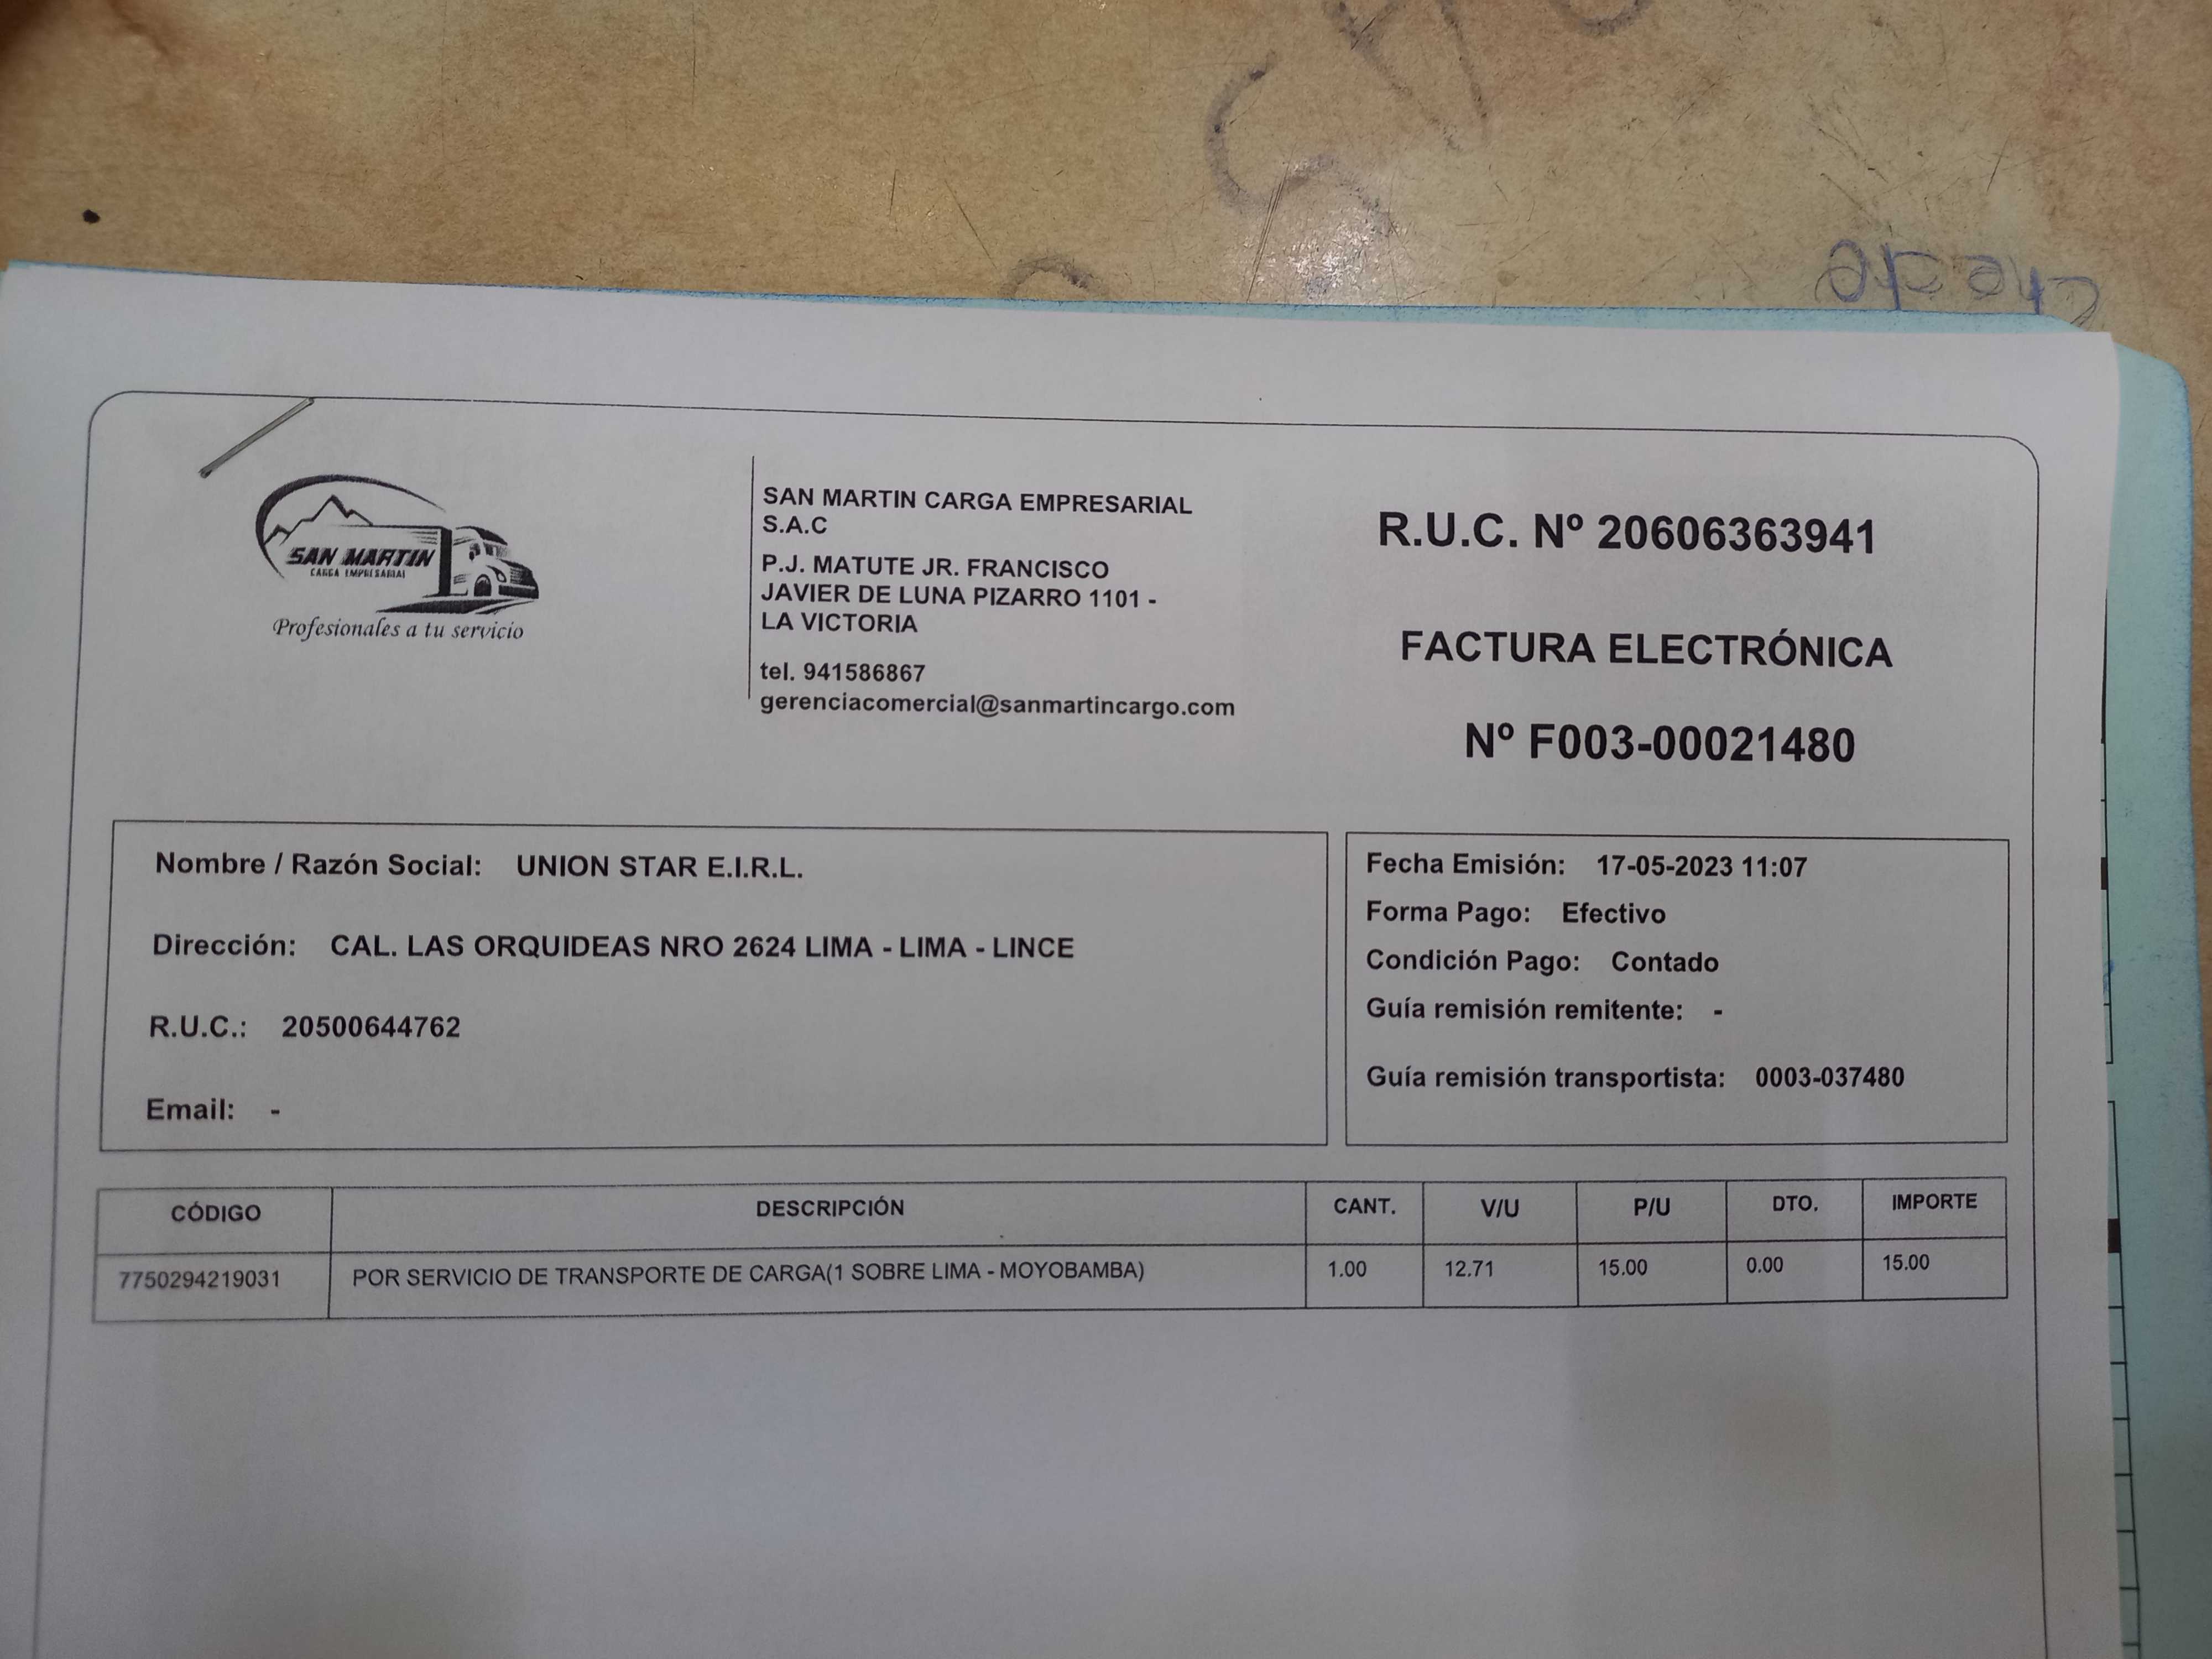 SAN MARTIN
CARGA EMPRESARIAL
Profesionales a tu servicio
SAN MARTIN CARGA EMPRESARIAL
S.A.C
P.J. MATUTE JR. FRANCISCO
JAVIER DE LUNA PIZARRO 1101 -
LA VICTORIA
tel. 941586867
gerenciacomercial@sanmartincargo.com
R.U.C. Nº 20606363941
FACTURA ELECTRÓNICA
Nº F003-00021480
Nombre / Razón Social: UNION STAR E.I.R.L.
Dirección: CAL. LAS ORQUIDEAS NRO 2624 LIMA - LIMA - LINCE
R.U.C.: 20500644762
Email: -
Fecha Emisión: 17-05-2023 11:07
Forma Pago: Efectivo
Condición Pago: Contado
Guía remisión remitente: -
Guía remisión transportista: 0003-037480
CÓDIGO DESCRIPCIÓN CANT. V/U P/U DTO. IMPORTE
7750294219031 POR SERVICIO DE TRANSPORTE DE CARGA(1 SOBRE LIMA - MOYOBAMBA) 1.00 12.71 15.00 0.00 15.00